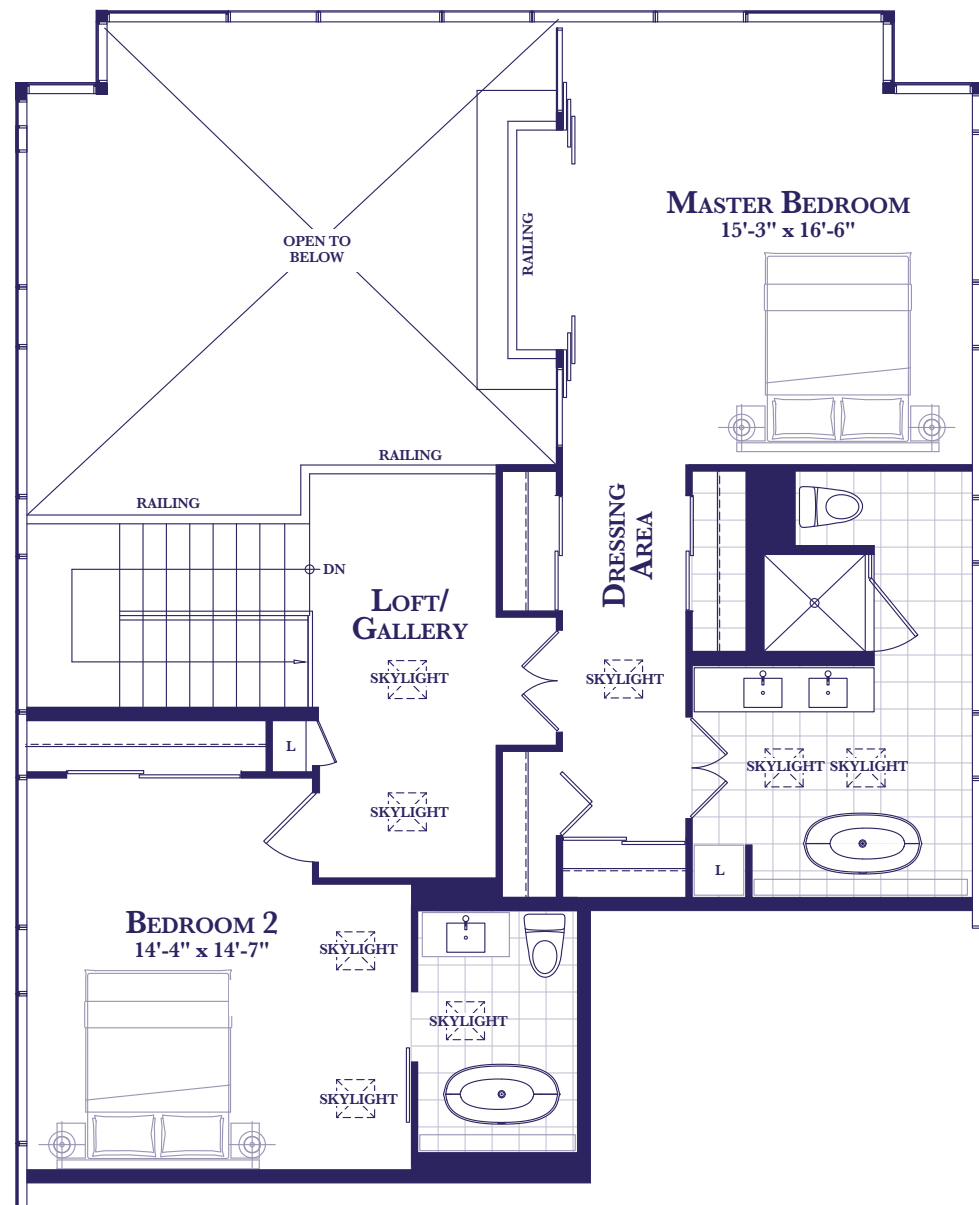 MASTER BEDROOM
15'-3" x 16'-6"
OPEN TO
BELOW
RAILING
RAILING
RAILING
DN
LOFT/
GALLERY
DRESSING
AREA
SKYLIGHT
SKYLIGHT
L
SKYLIGHT SKYLIGHT
SKYLIGHT
L
BEDROOM 2
14'-4" x 14'-7"
SKYLIGHT
SKYLIGHT
SKYLIGHT